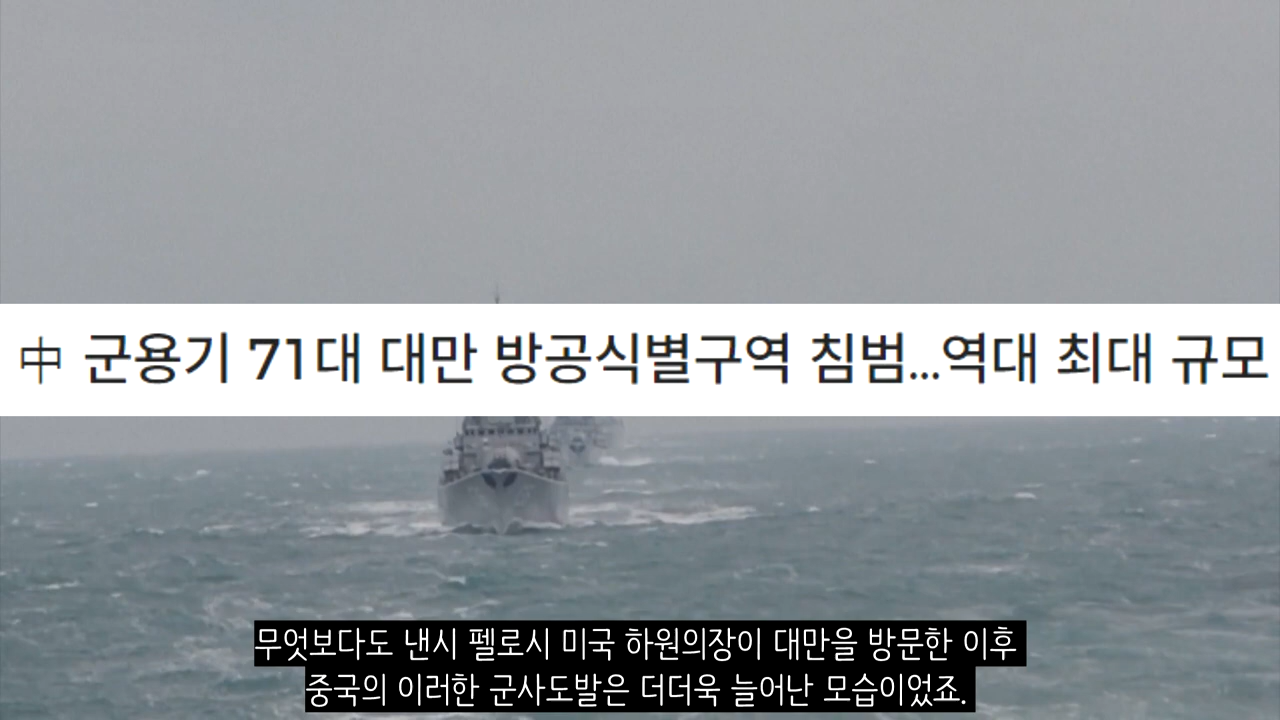 中 군용기 71대 대만 방공식별구역 침범...역대 최대 규모
무엇보다도 낸시 펠로시 미국 하원의장이 대만을 방문한 이후
중국의 이러한 군사도발은 더더욱 늘어난 모습이었죠.